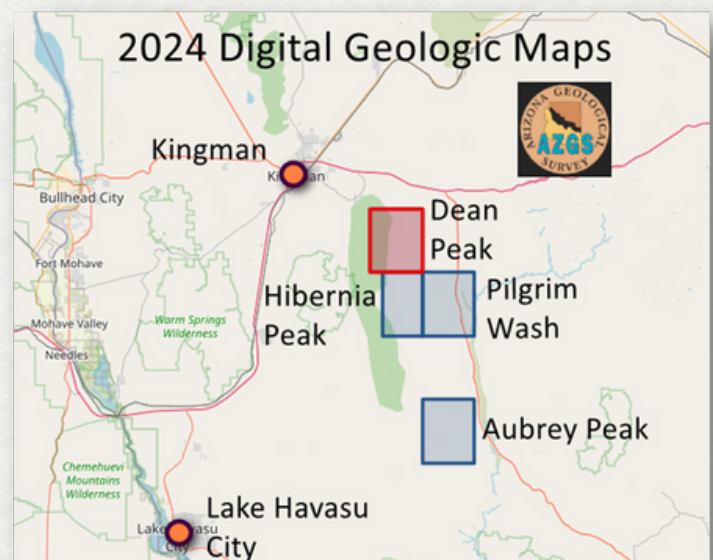 2024 Digital Geologic Maps
ARIZONA GEOLOGICAL
AZGS
SURVEY
Kingman
Bullhead City
Dean
Peak
Fort Mohave
Hibernia
Peak
Pilgrim
Wash
Warm Springs
Wilderness
Mohave Valley
Needles
Aubrey Peak
Chemehuevi
Mountains
Wilderness
Lake Havasu
City